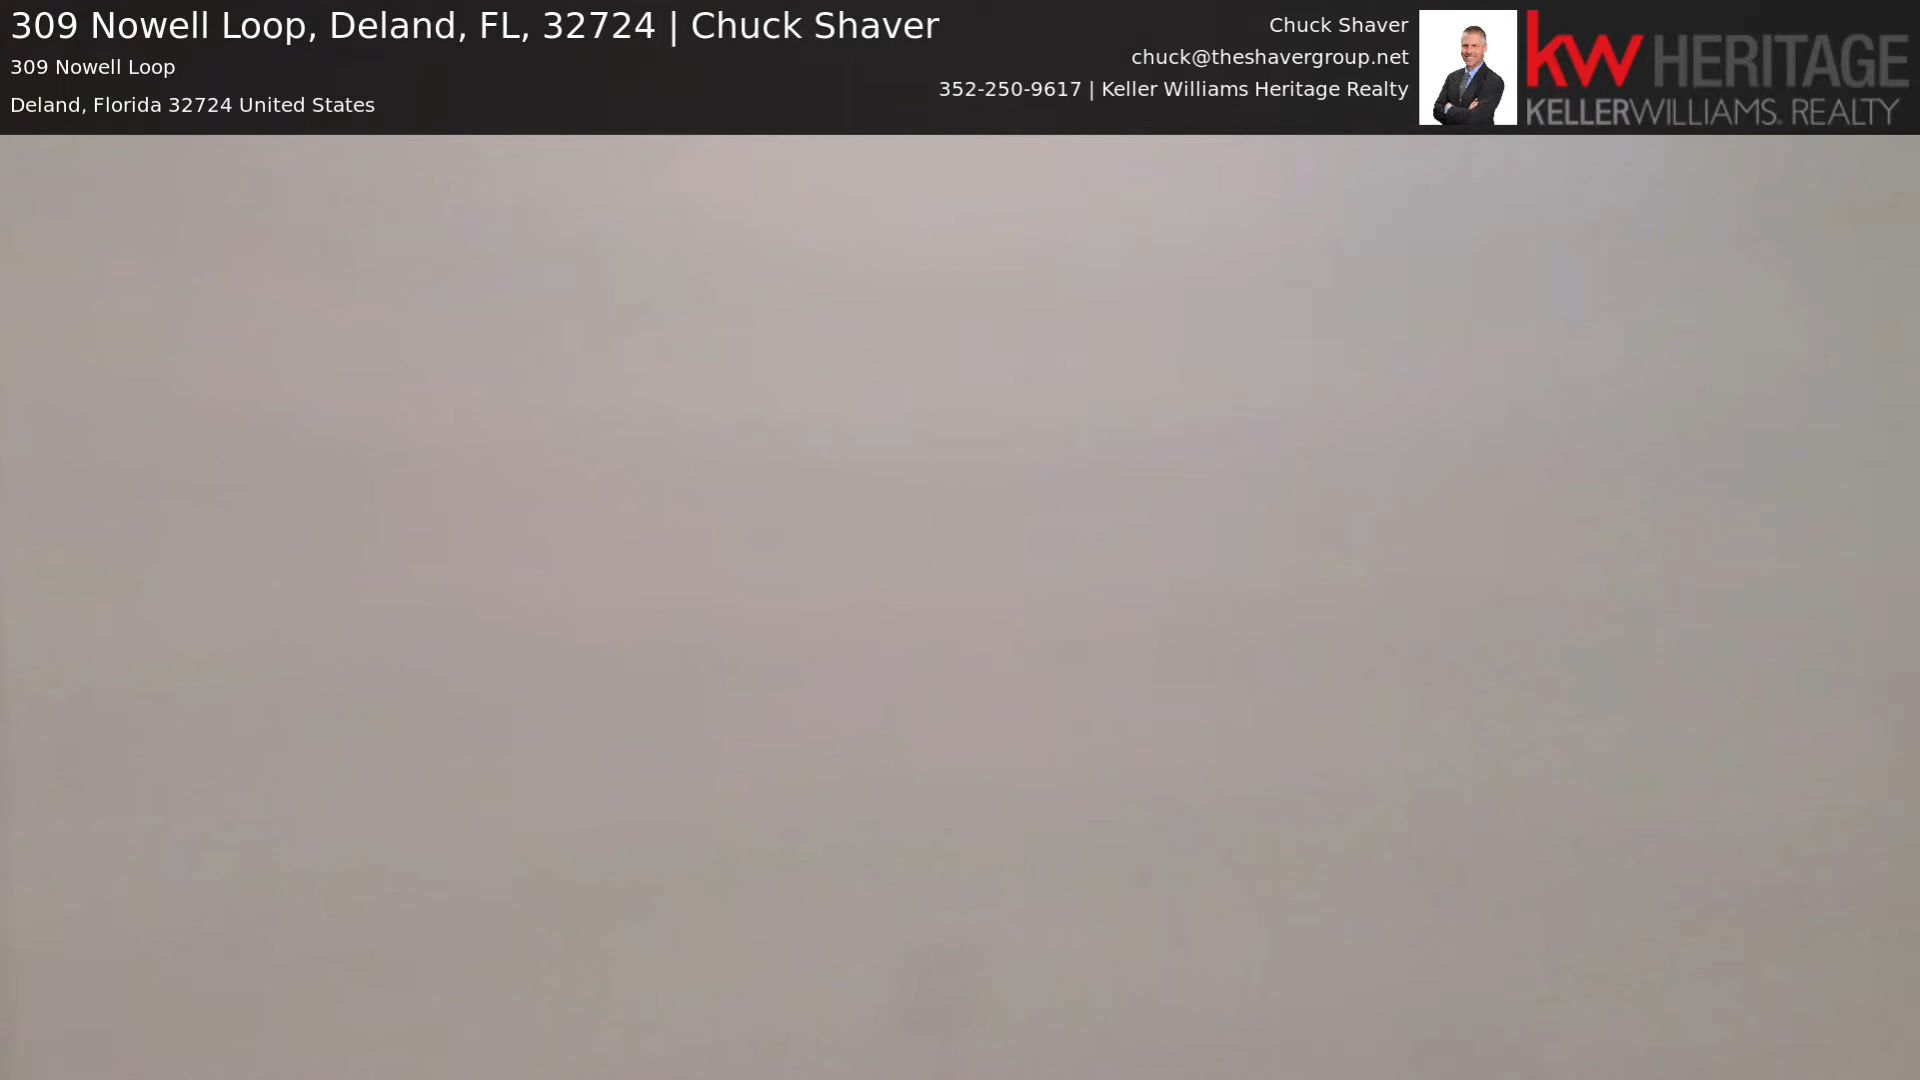 309 Nowell Loop, Deland, FL, 32724 | Chuck Shaver
309 Nowell Loop
Deland, Florida 32724 United States
Chuck Shaver
chuck@theshavergroup.net
352-250-9617 | Keller Williams Heritage Realty
kw HERITAGE
KELLERWILLIAMS. REALTY